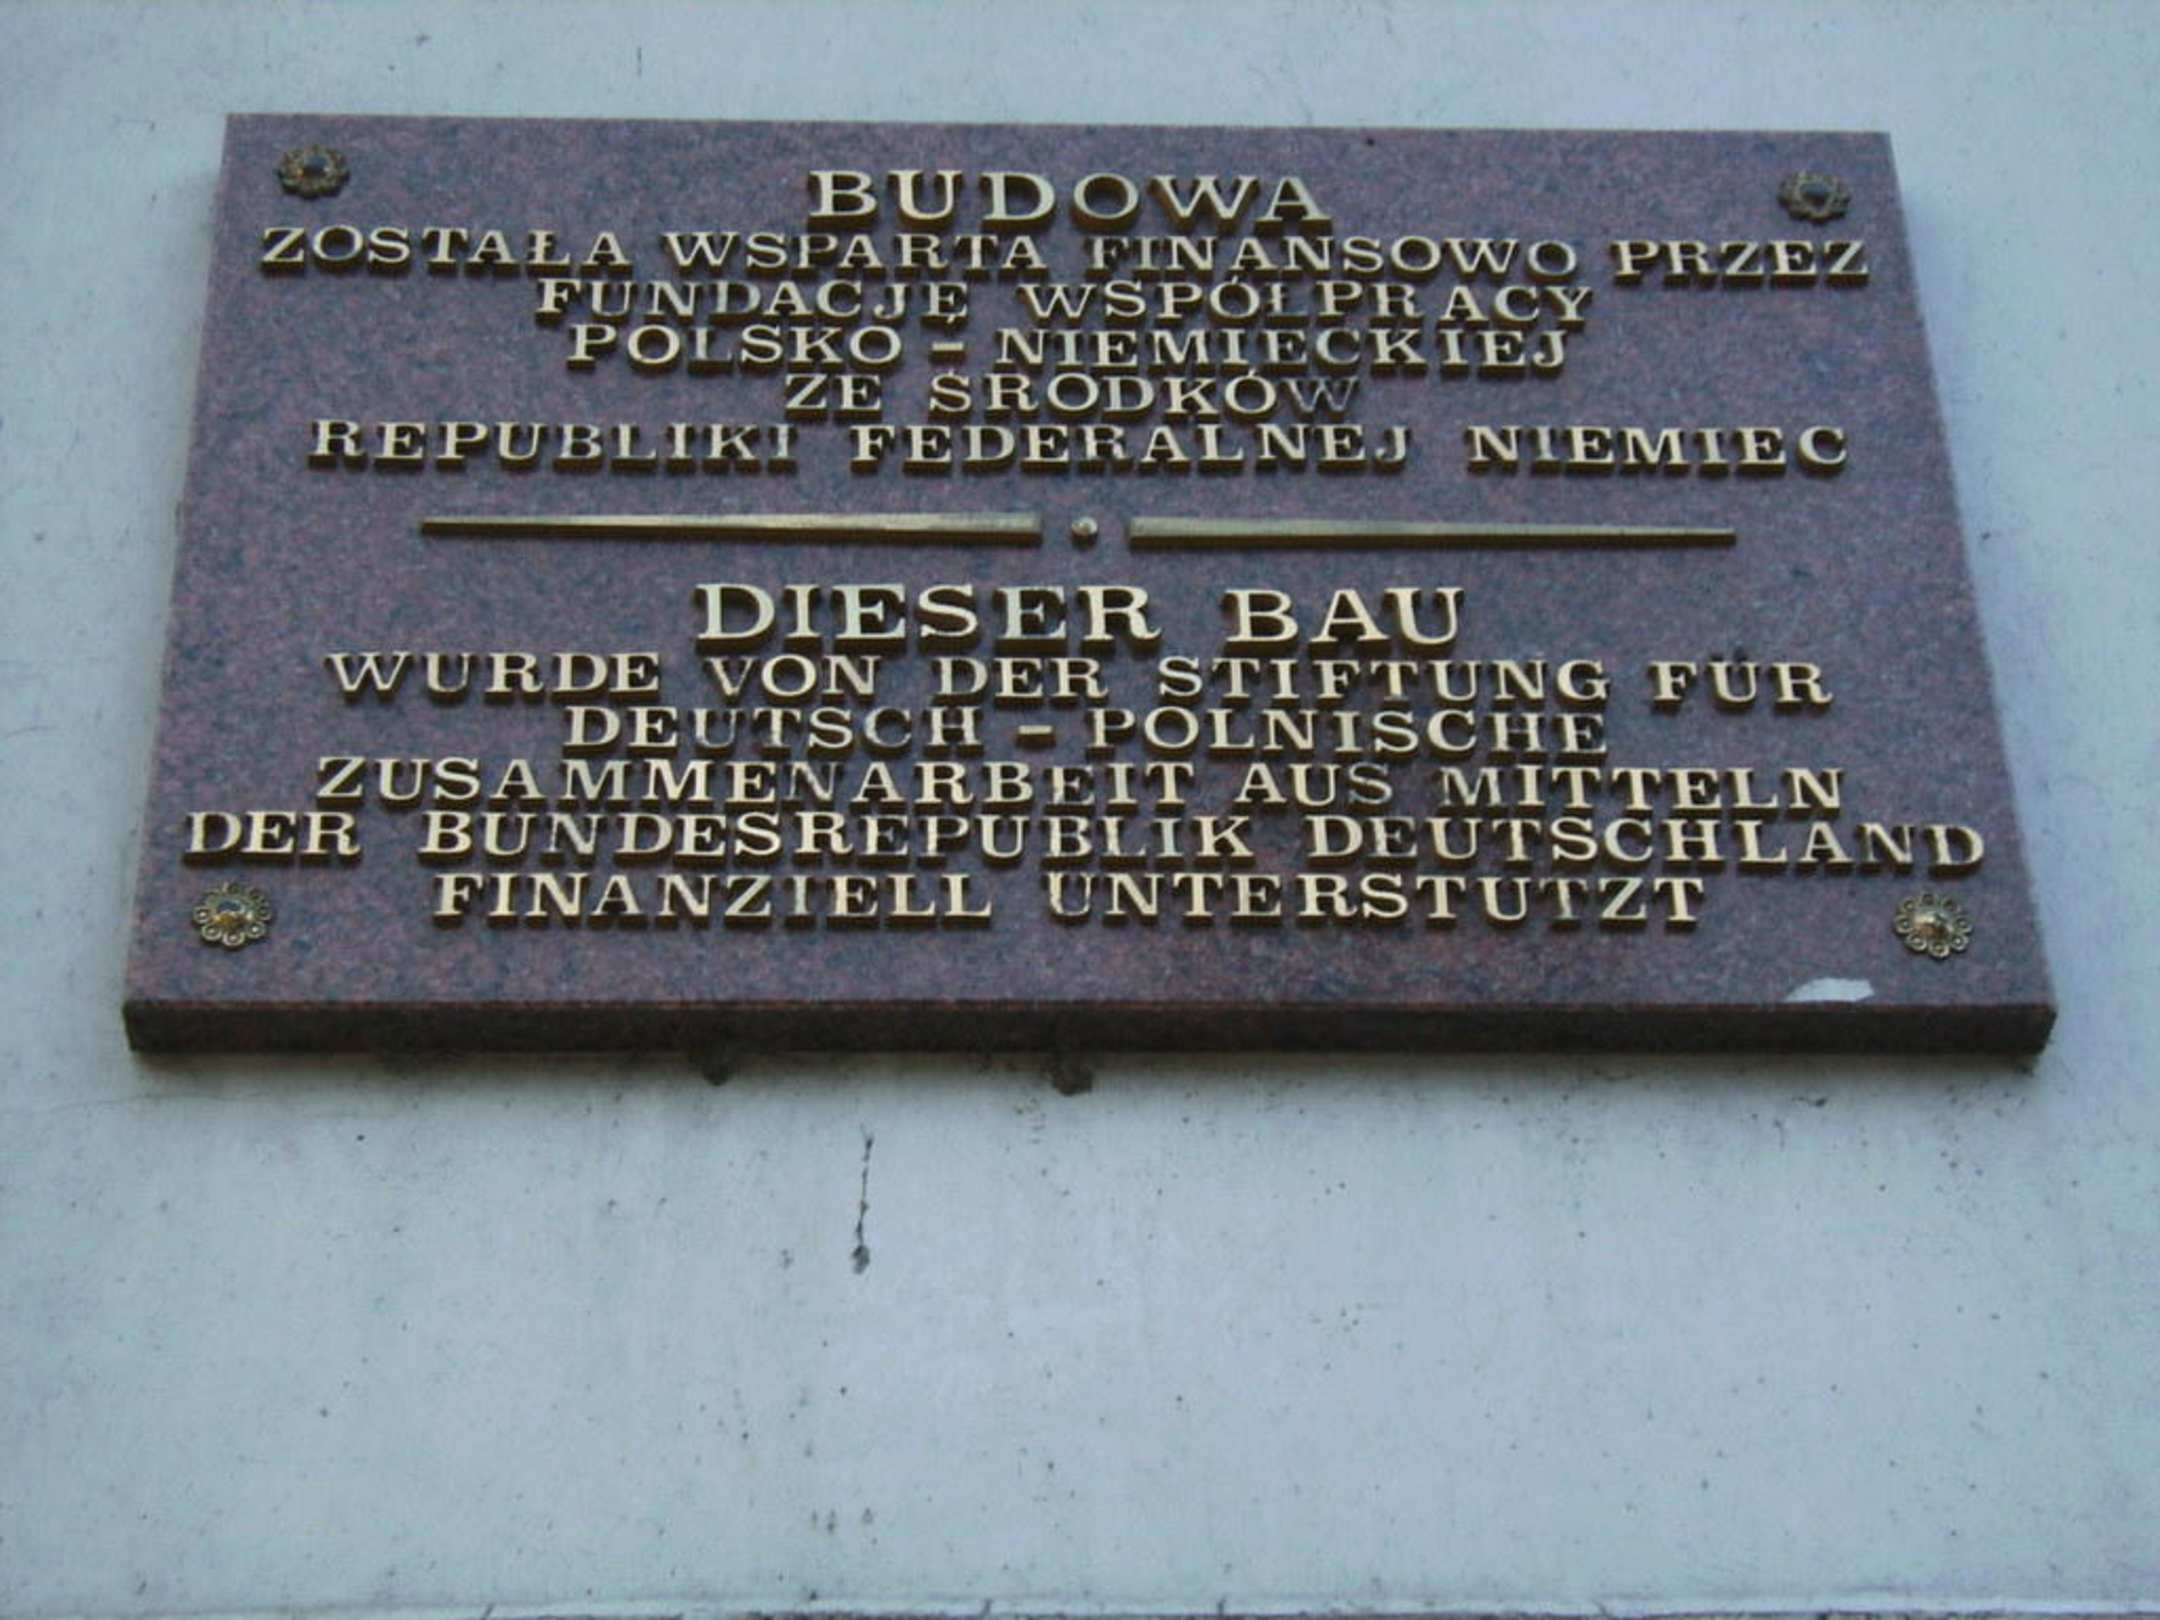 BUDOWA
ZOSTAŁA WSPARTA FINANSOWO PRZEZ
FUNDACJĘ WSPÓŁPRACY
POLSKO - NIEMIECKIEJ
ZE ŚRODKÓW
REPUBLIKI FEDERALNEJ NIEMIEC
DIESER BAU
WURDE VON DER STIFTUNG FÜR
DEUTSCH - POLNISCHE
ZUSAMMENARBEIT AUS MITTELN
DER BUNDESREPUBLIK DEUTSCHLAND
FINANZIELL UNTERSTÜTZT